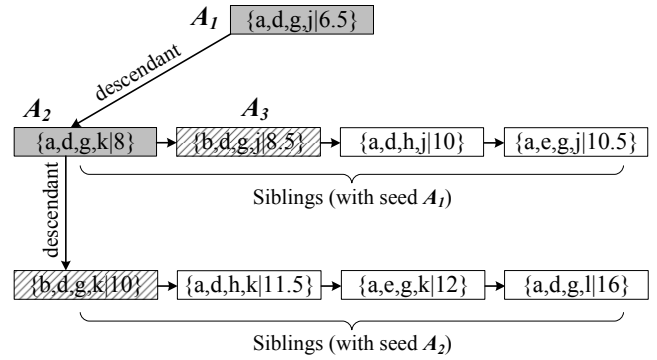 A1 {a,d,g,j|6.5}
descendant
A2 A3
{a,d,g,k|8} {b,d,g,j|8.5} {a,d,h,j|10} {a,e,g,j|10.5}
Siblings (with seed A1)
descendant
{b,d,g,k|10} {a,d,h,k|11.5} {a,e,g,k|12} {a,d,g,l|16}
Siblings (with seed A2)